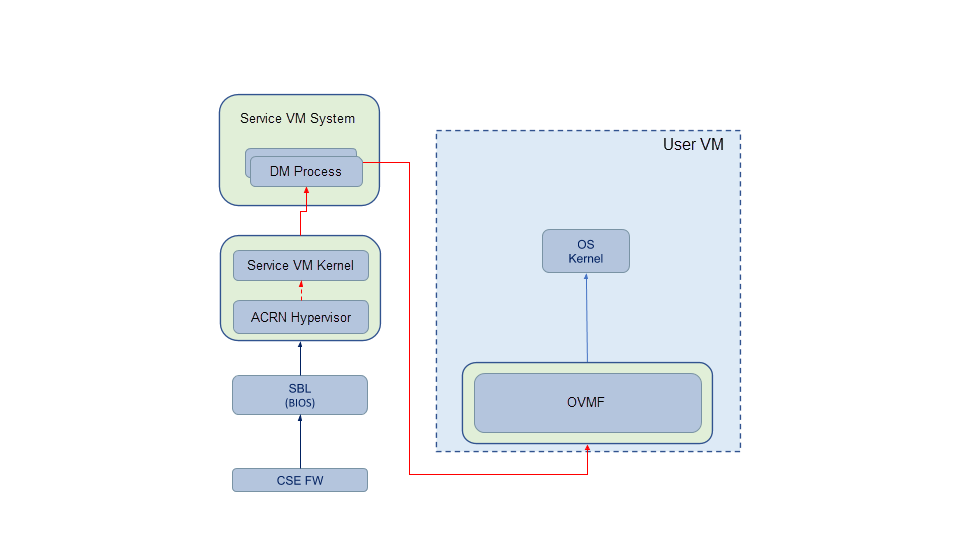 Service VM System
DM Process
User VM
OS
Kernel
Service VM Kernel
ACRN Hypervisor
SBL
(BIOS)
OVMF
CSE FW